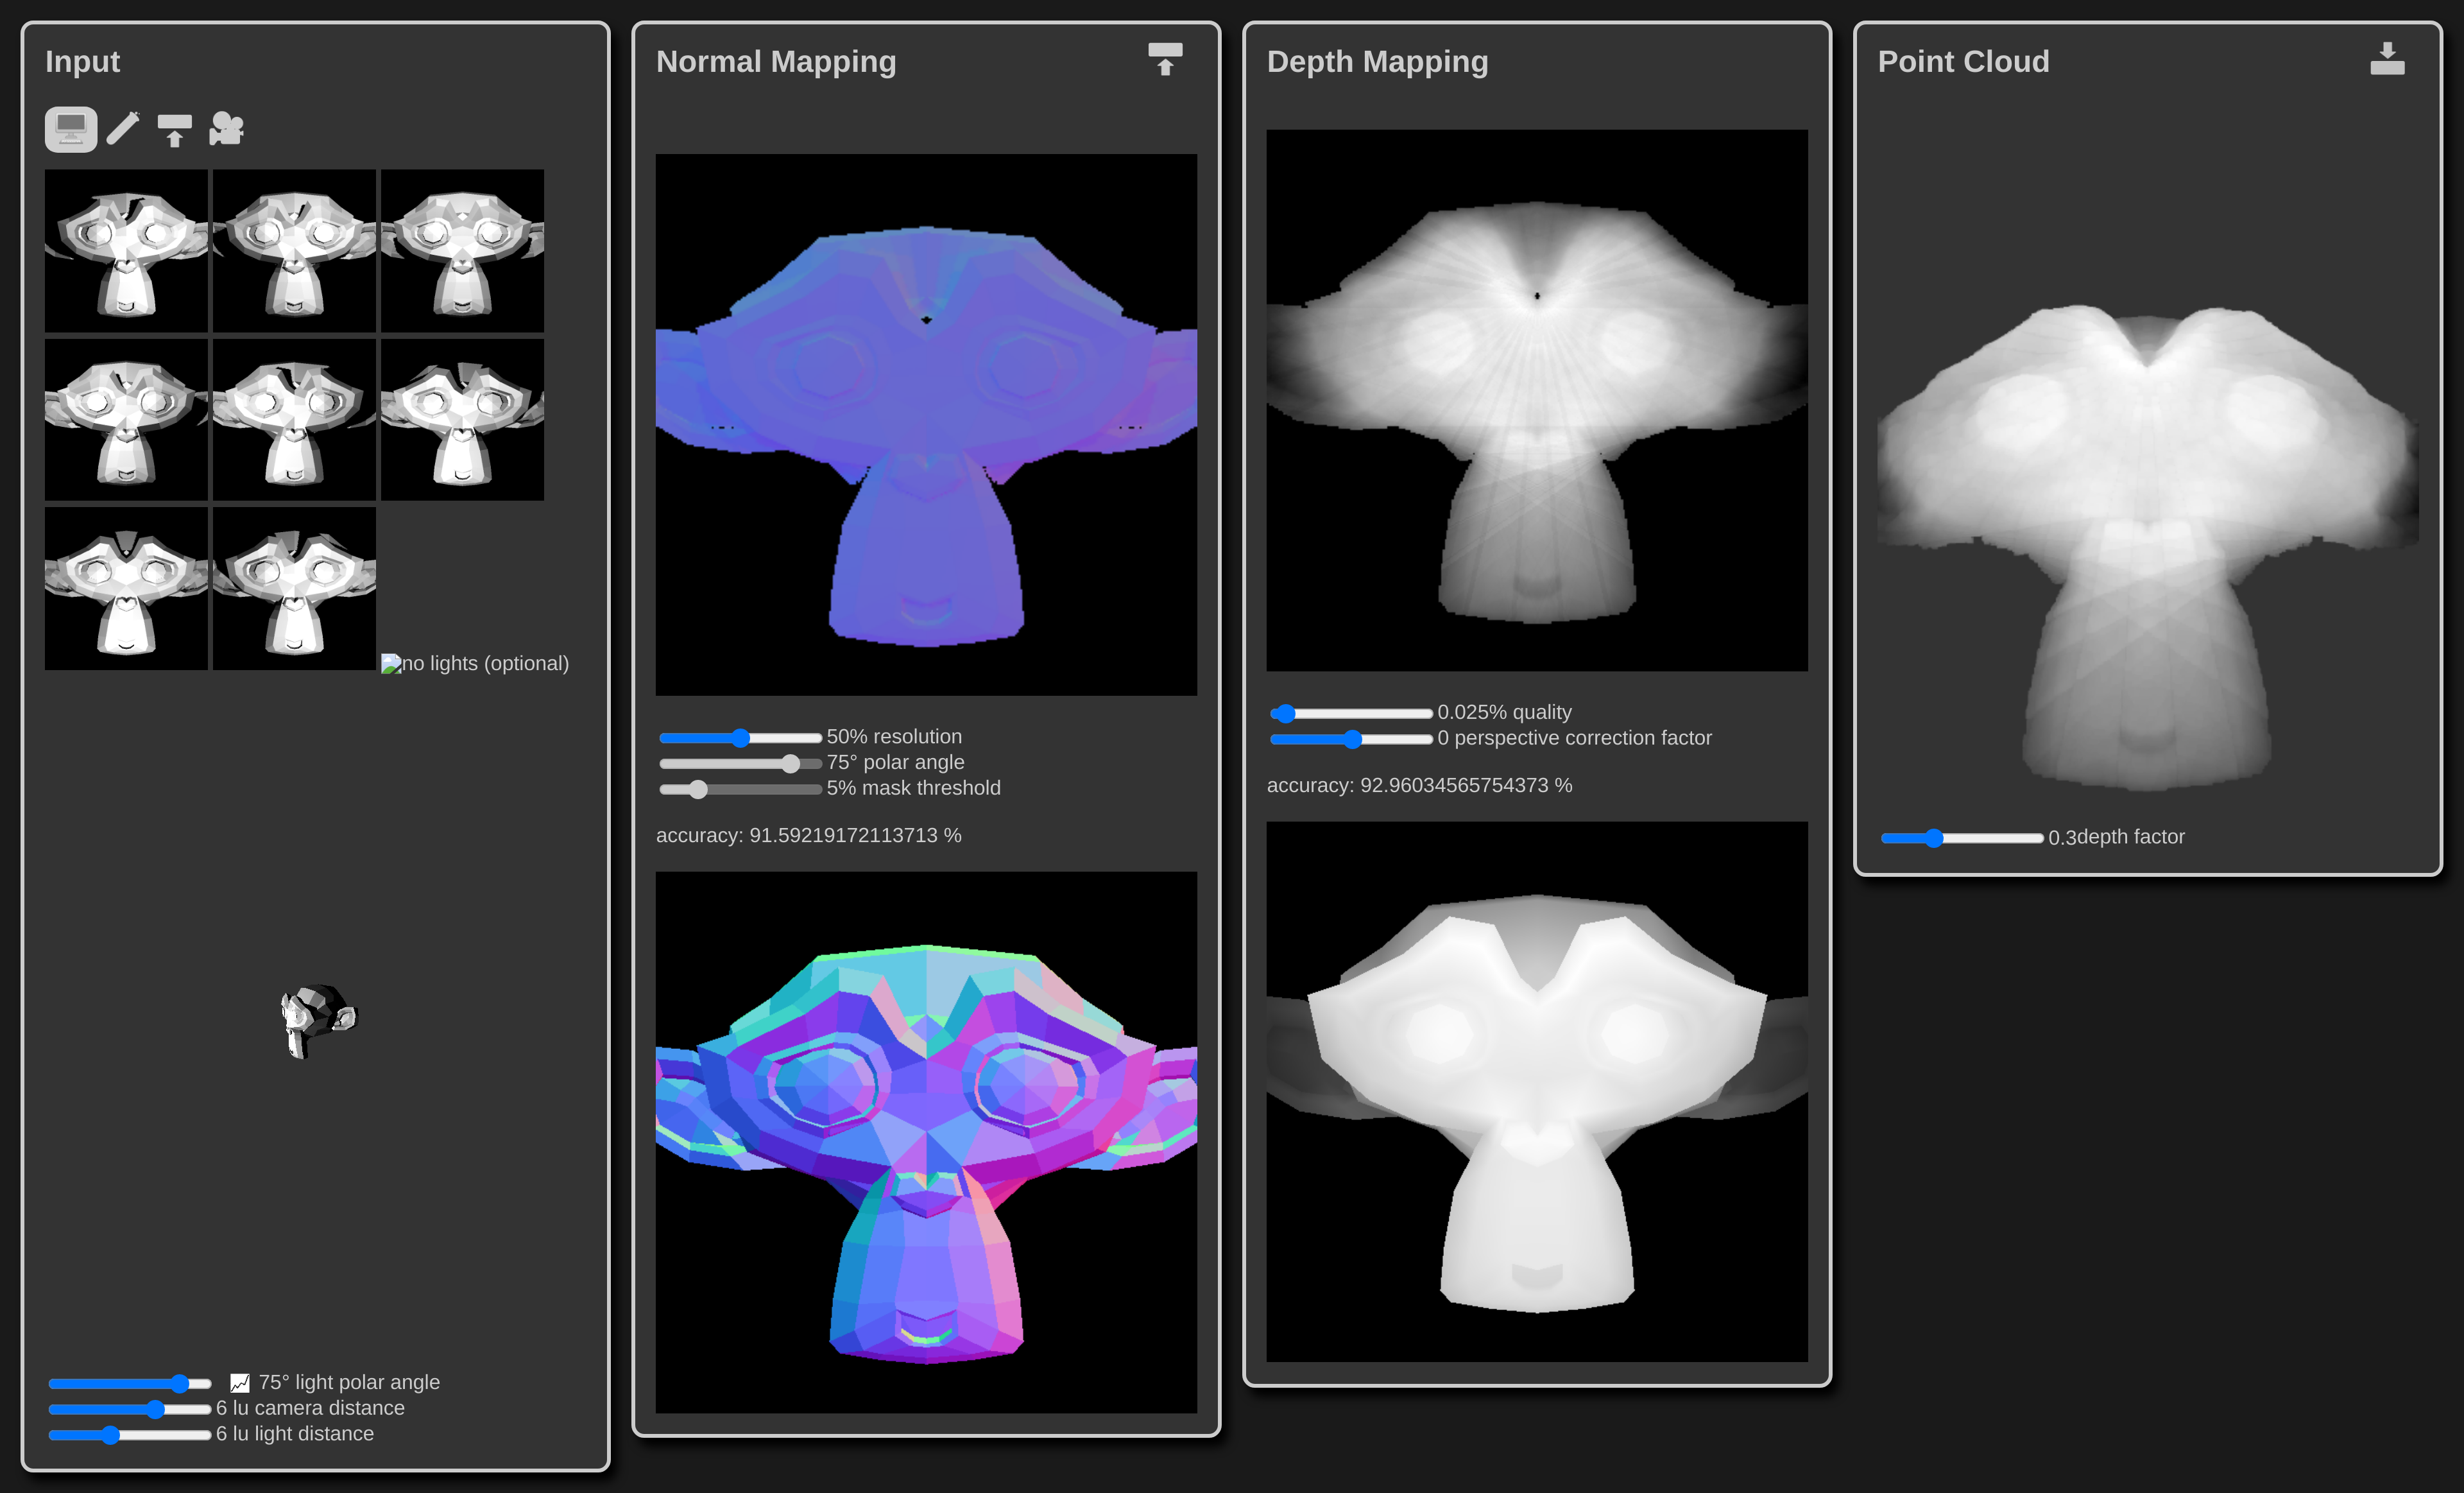 Input
no lights (optional)
75° light polar angle
6 lu camera distance
6 lu light distance
Normal Mapping
50% resolution
75° polar angle
5% mask threshold
accuracy: 91.59219172113713 %
Depth Mapping
0.025% quality
0 perspective correction factor
accuracy: 92.96034565754373 %
Point Cloud
0.3depth factor